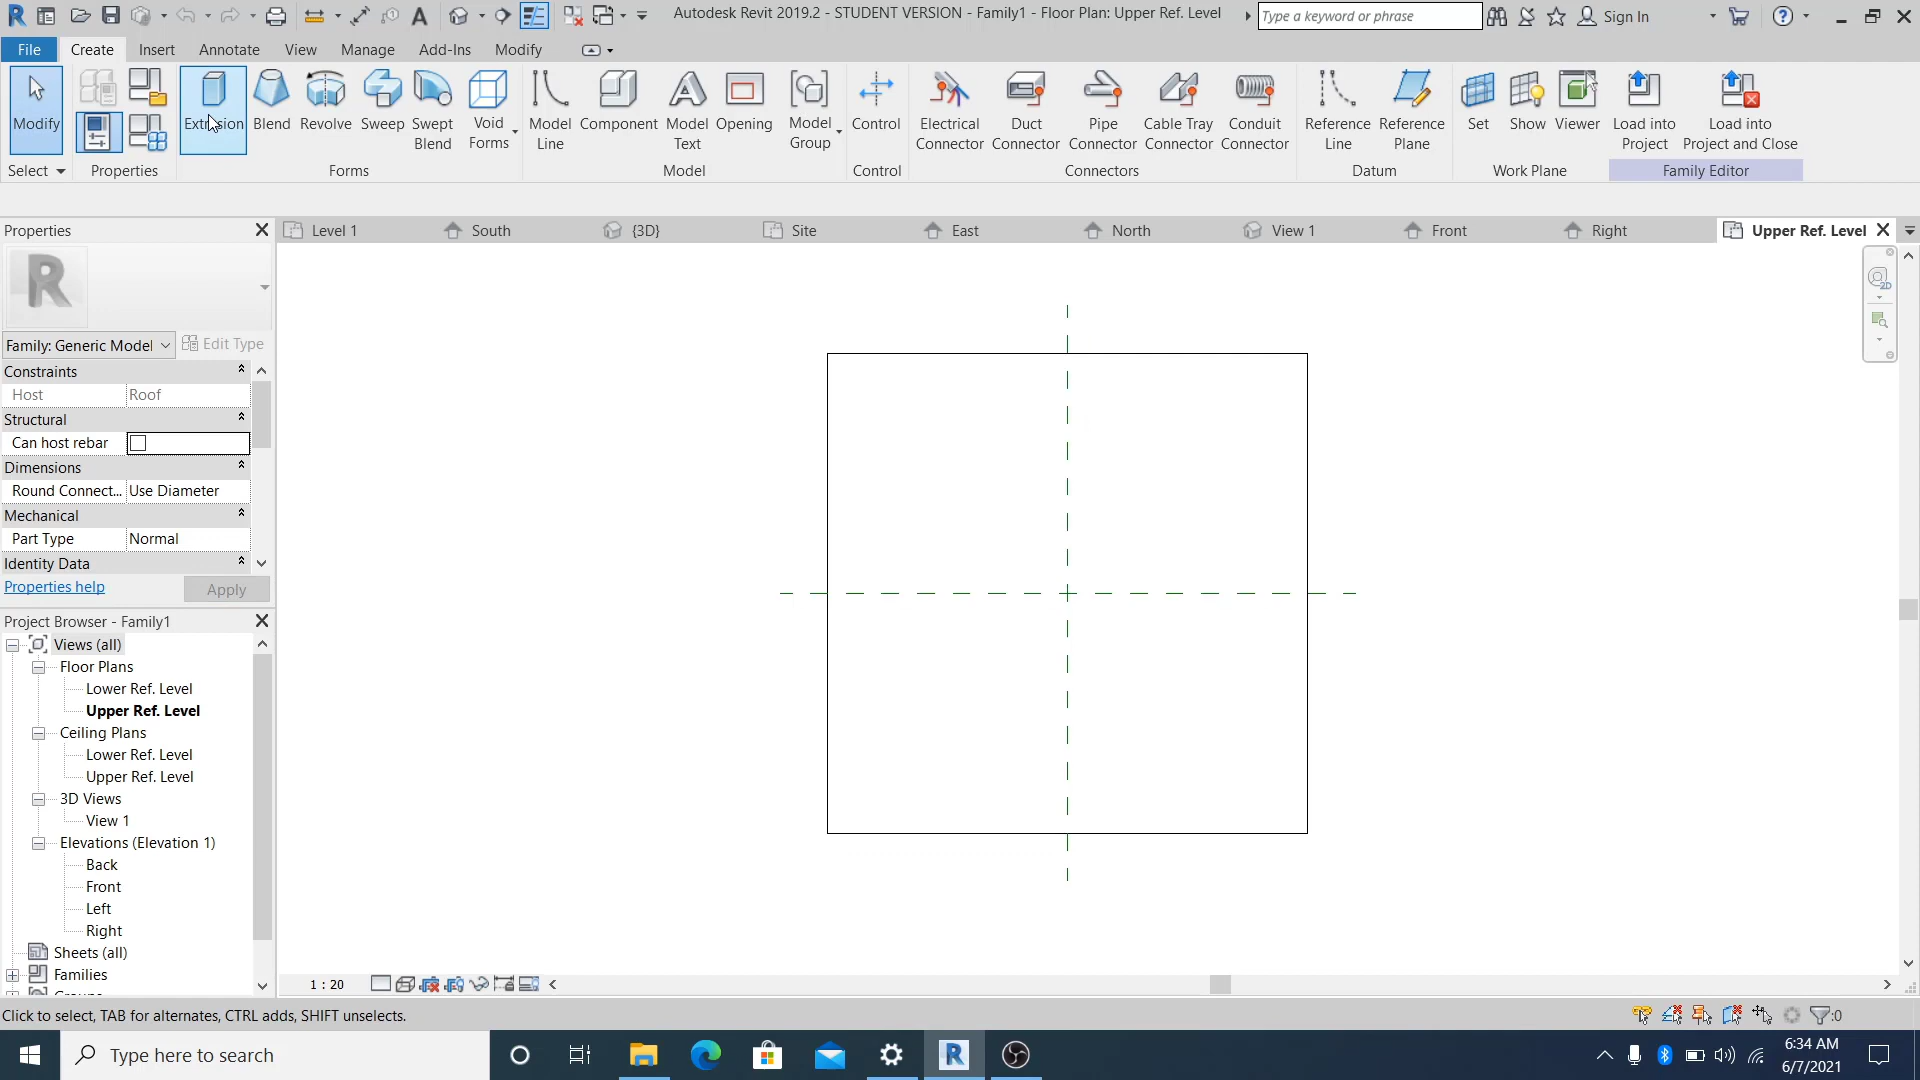 Autodesk Revit 2019.2 - STUDENT VERSION - Family1 - Floor Plan: Upper Ref. Level
Type a keyword or phrase
Sign In
File Create Insert Annotate View Manage Add-Ins Modify
Modify
Extrusion Blend Revolve Sweep Swept Blend Void Forms
Model Line Component Model Text Opening Model Group
Control
Electrical Connector Duct Connector Pipe Connector Cable Tray Connector Conduit Connector
Reference Line Reference Plane
Set Show Viewer
Load into Project Load into Project and Close
Select Properties Forms Model Control Connectors Datum Work Plane Family Editor
Properties
Level 1 South {3D} Site East North View 1 Front Right Upper Ref. Level
R
2D
Family: Generic Model Edit Type
Constraints
Host Roof
Structural
Can host rebar
Dimensions
Round Connect... Use Diameter
Mechanical
Part Type Normal
Identity Data
Properties help Apply
Project Browser - Family1
Views (all)
Floor Plans
Lower Ref. Level
Upper Ref. Level
Ceiling Plans
Lower Ref. Level
Upper Ref. Level
3D Views
View 1
Elevations (Elevation 1)
Back
Front
Left
Right
Sheets (all)
Families
1 : 20
Click to select, TAB for alternates, CTRL adds, SHIFT unselects.
:0
Type here to search
6:34 AM
6/7/2021